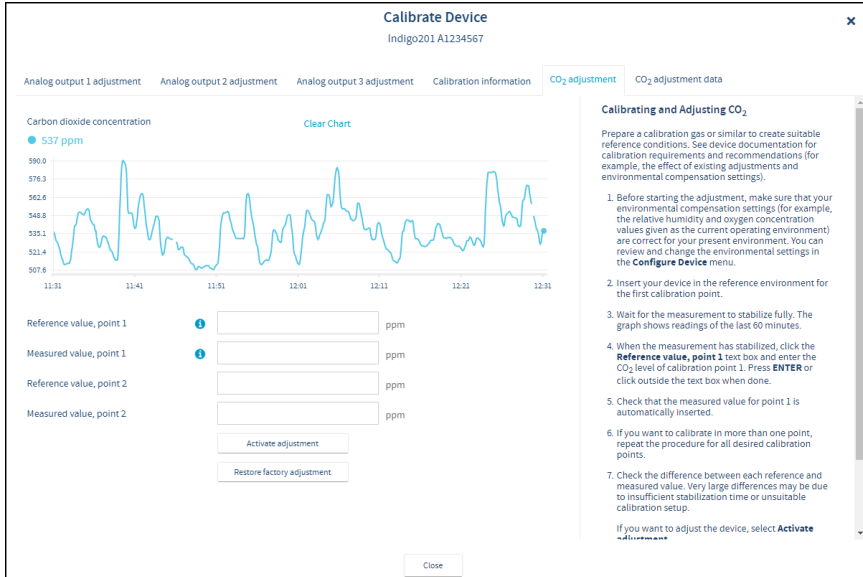 Calibrate Device
Indigo201 A1234567
Analog output 1 adjustment
Analog output 2 adjustment
Analog output 3 adjustment
Calibration information
CO2 adjustment
CO2 adjustment data
Carbon dioxide concentration
Clear Chart
537 ppm
590.0
576.3
562.6
548.8
535.1
521.4
507.6
11:31
11:41
11:51
12:01
12:11
12:21
12:31
Reference value, point 1
ppm
Measured value, point 1
ppm
Reference value, point 2
ppm
Measured value, point 2
ppm
Activate adjustment
Restore factory adjustment
Calibrating and Adjusting CO2
Prepare a calibration gas or similar to create suitable
reference conditions. See device documentation for
calibration requirements and recommendations (for
example, the effect of existing adjustments and
environmental compensation settings).
1. Before starting the adjustment, make sure that your
environmental compensation settings (for example,
the relative humidity and oxygen concentration
values given as the current operating environment)
are correct for your present environment. You can
review and change the environmental settings in
the Configure Device menu.
2. Insert your device in the reference environment for
the first calibration point.
3. Wait for the measurement to stabilize fully. The
graph shows readings of the last 60 minutes.
4. When the measurement has stabilized, click the
Reference value, point 1 text box and enter the
CO2 level of calibration point 1. Press ENTER or
click outside the text box when done.
5. Check that the measured value for point 1 is
automatically inserted.
6. If you want to calibrate in more than one point,
repeat the procedure for all desired calibration
points.
7. Check the difference between each reference and
measured value. Very large differences may be due
to insufficient stabilization time or unsuitable
calibration setup.
If you want to adjust the device, select Activate
adjustment
Close